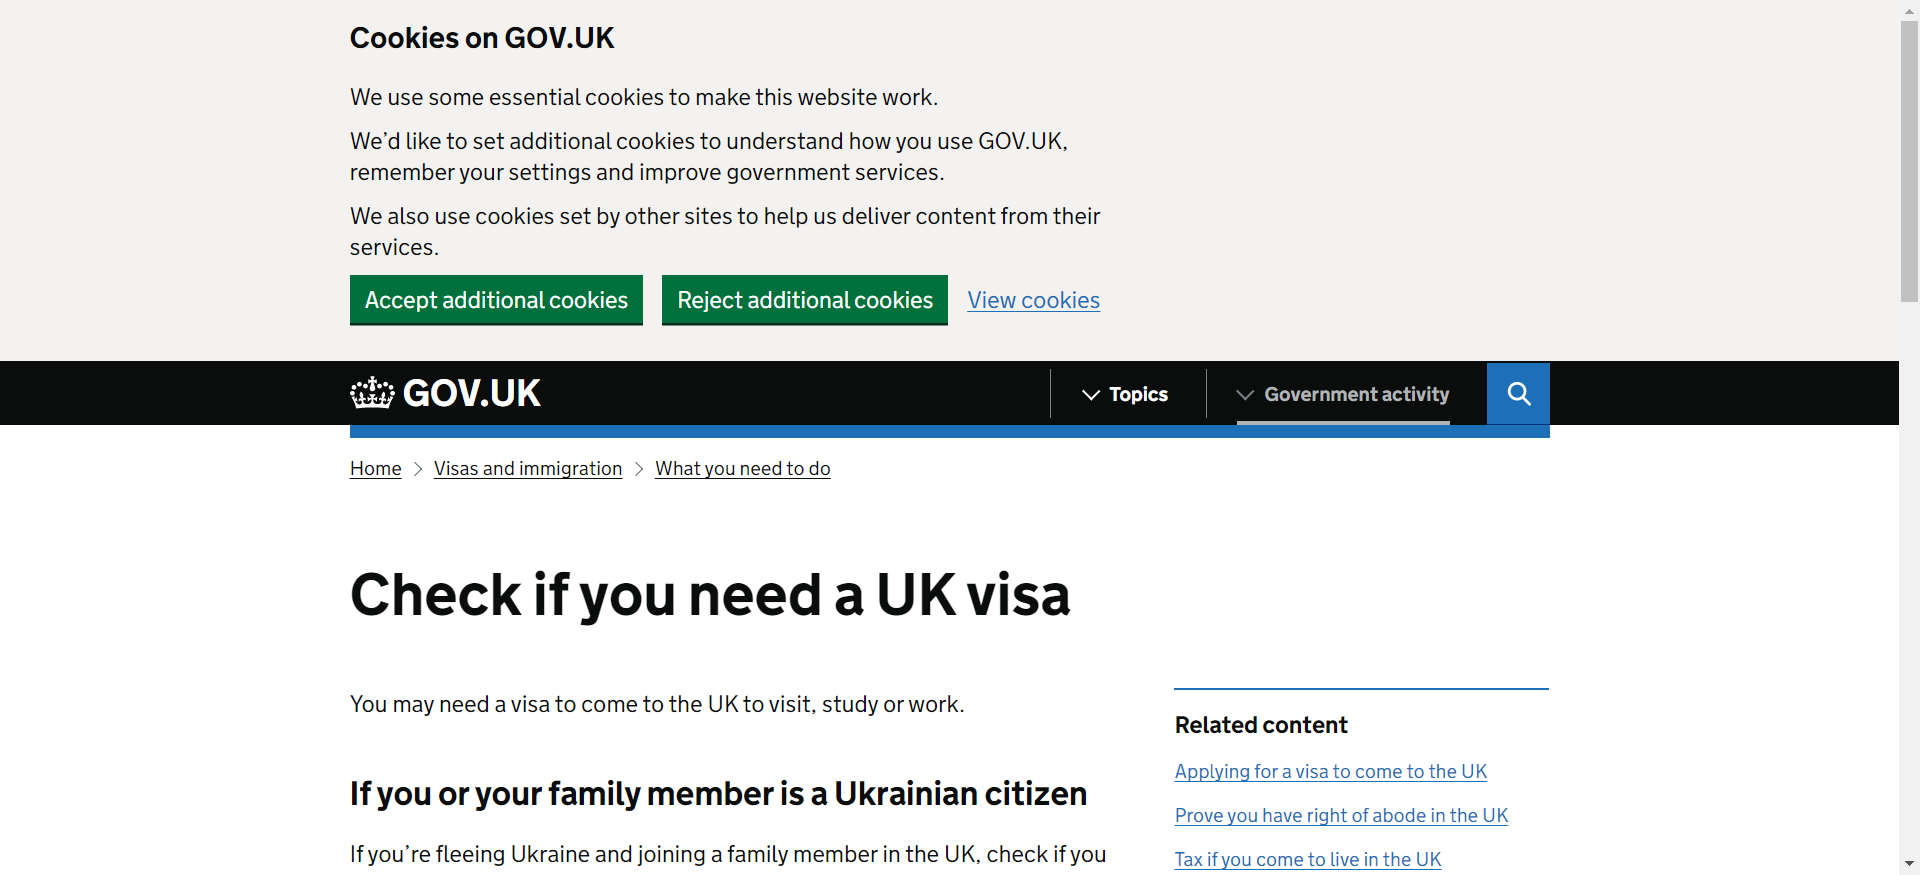 Cookies on GOV.UK
We use some essential cookies to make this website work.
We’d like to set additional cookies to understand how you use GOV.UK,
remember your settings and improve government services.
We also use cookies set by other sites to help us deliver content from their
services.
Accept additional cookies
Reject additional cookies
View cookies
GOV.UK
Topics
Government activity
Home
Visas and immigration
What you need to do
Check if you need a UK visa
You may need a visa to come to the UK to visit, study or work.
If you or your family member is a Ukrainian citizen
If you’re fleeing Ukraine and joining a family member in the UK, check if you
Related content
Applying for a visa to come to the UK
Prove you have right of abode in the UK
Tax if you come to live in the UK